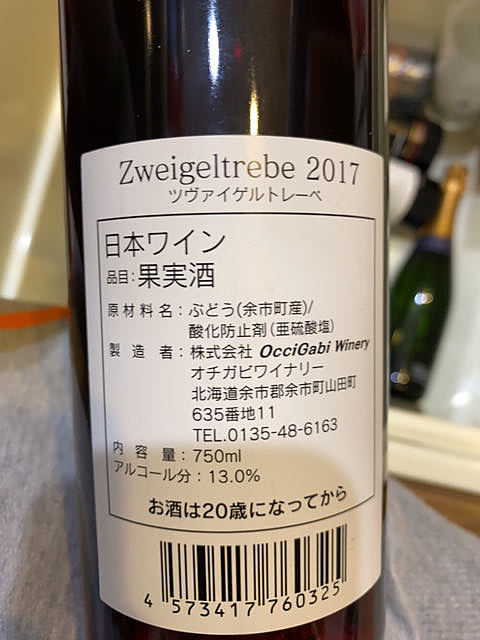 Zweigeltrebe 2017
ツヴァイゲルトレーベ
日本ワイン
品目:果実酒
原材料名:ぶどう(余市町産)/
酸化防止剤(亜硫酸塩)
製造者:株式会社 OcciGabi Winery
オチガビワイナリー
北海道余市郡余市町山田町
635番地11
TEL.0135-48-6163
内容量:750ml
アルコール分:13.0%
お酒は20歳になってから
4 573417 760325